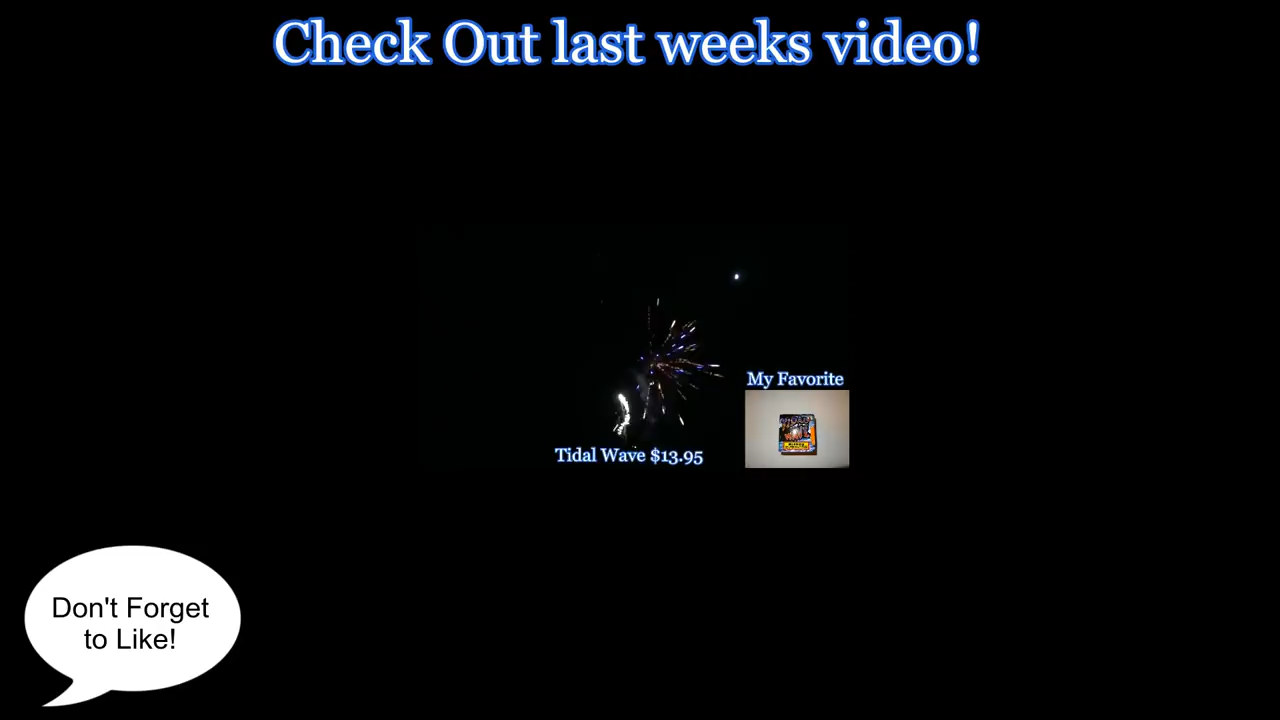 Check Out last weeks video!
My Favorite
Tidal Wave $13.95
Don't Forget
to Like!